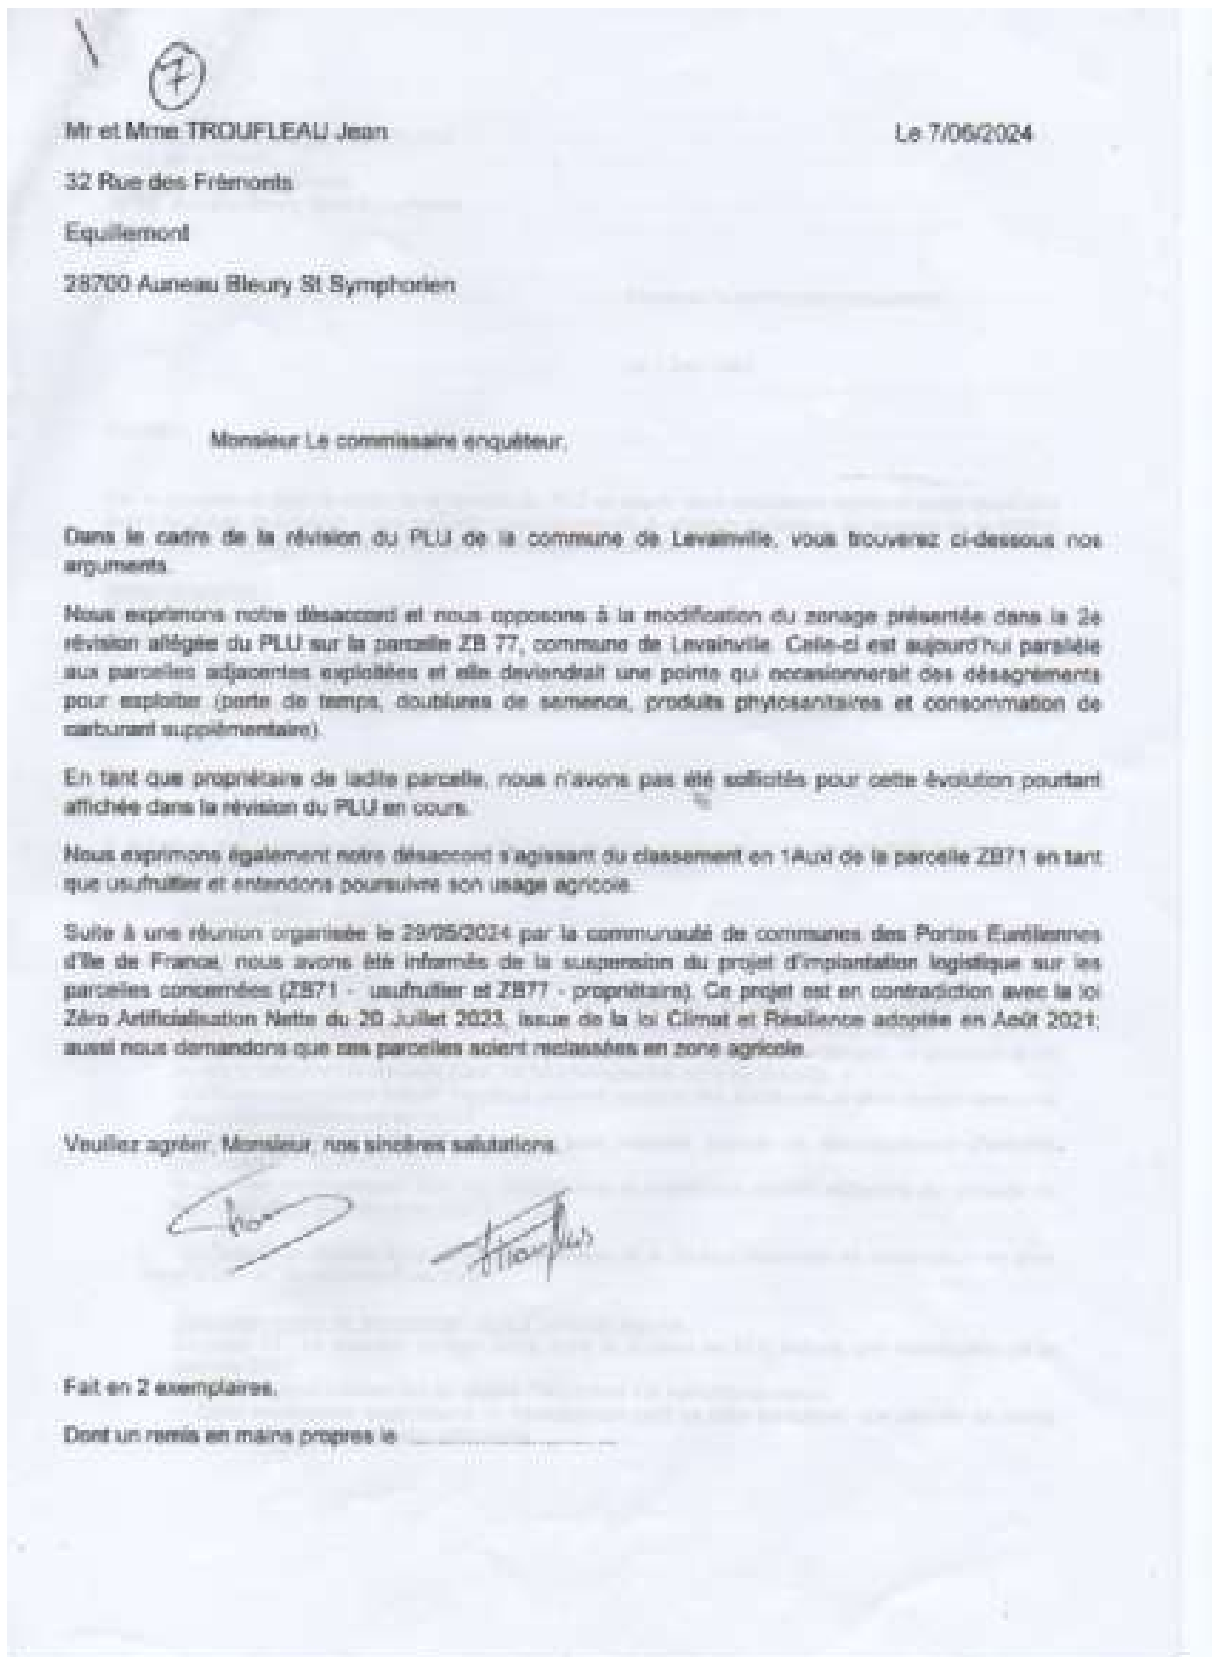 7
Mr et Mme TROUFLEAU Jean
Le 7/06/2024
32 Rue des Frémonts
Equillemont
28700 Auneau Bleury St Symphorien
Monsieur Le commissaire enquêteur,
Dans le cadre de la révision du PLU de la commune de Levainville, vous trouverez ci-dessous nos
arguments.
Nous exprimons notre désaccord et nous opposons à la modification du zonage présentée dans la 2e
révision allégée du PLU sur la parcelle ZB 77, commune de Levainville. Celle-ci est aujourd'hui parallèle
aux parcelles adjacentes exploitées et elle deviendrait une pointe qui occasionnerait des désagréments
pour exploiter (perte de temps, doublures de semence, produits phytosanitaires et consommation de
carburant supplémentaire).
En tant que propriétaire de ladite parcelle, nous n'avons pas été sollicités pour cette évolution pourtant
affichée dans la révision du PLU en cours.
Nous exprimons également notre désaccord s'agissant du classement en 1AUxl de la parcelle ZB71 en tant
que usufruitier et entendons poursuivre son usage agricole.
Suite à une réunion organisée le 29/05/2024 par la communauté de communes des Portes Euréliennes
d'Ile de France, nous avons été informés de la suspension du projet d'implantation logistique sur les
parcelles concernées (ZB71 - usufruitier et ZB77 - propriétaire). Ce projet est en contradiction avec la loi
Zéro Artificialisation Nette du 20 Juillet 2023, issue de la loi Climat et Résilience adoptée en Août 2021;
aussi nous demandons que ces parcelles soient reclassées en zone agricole.
Veuillez agréer, Monsieur, nos sincères salutations.
Fait en 2 exemplaires.
Dont un remis en mains propres le